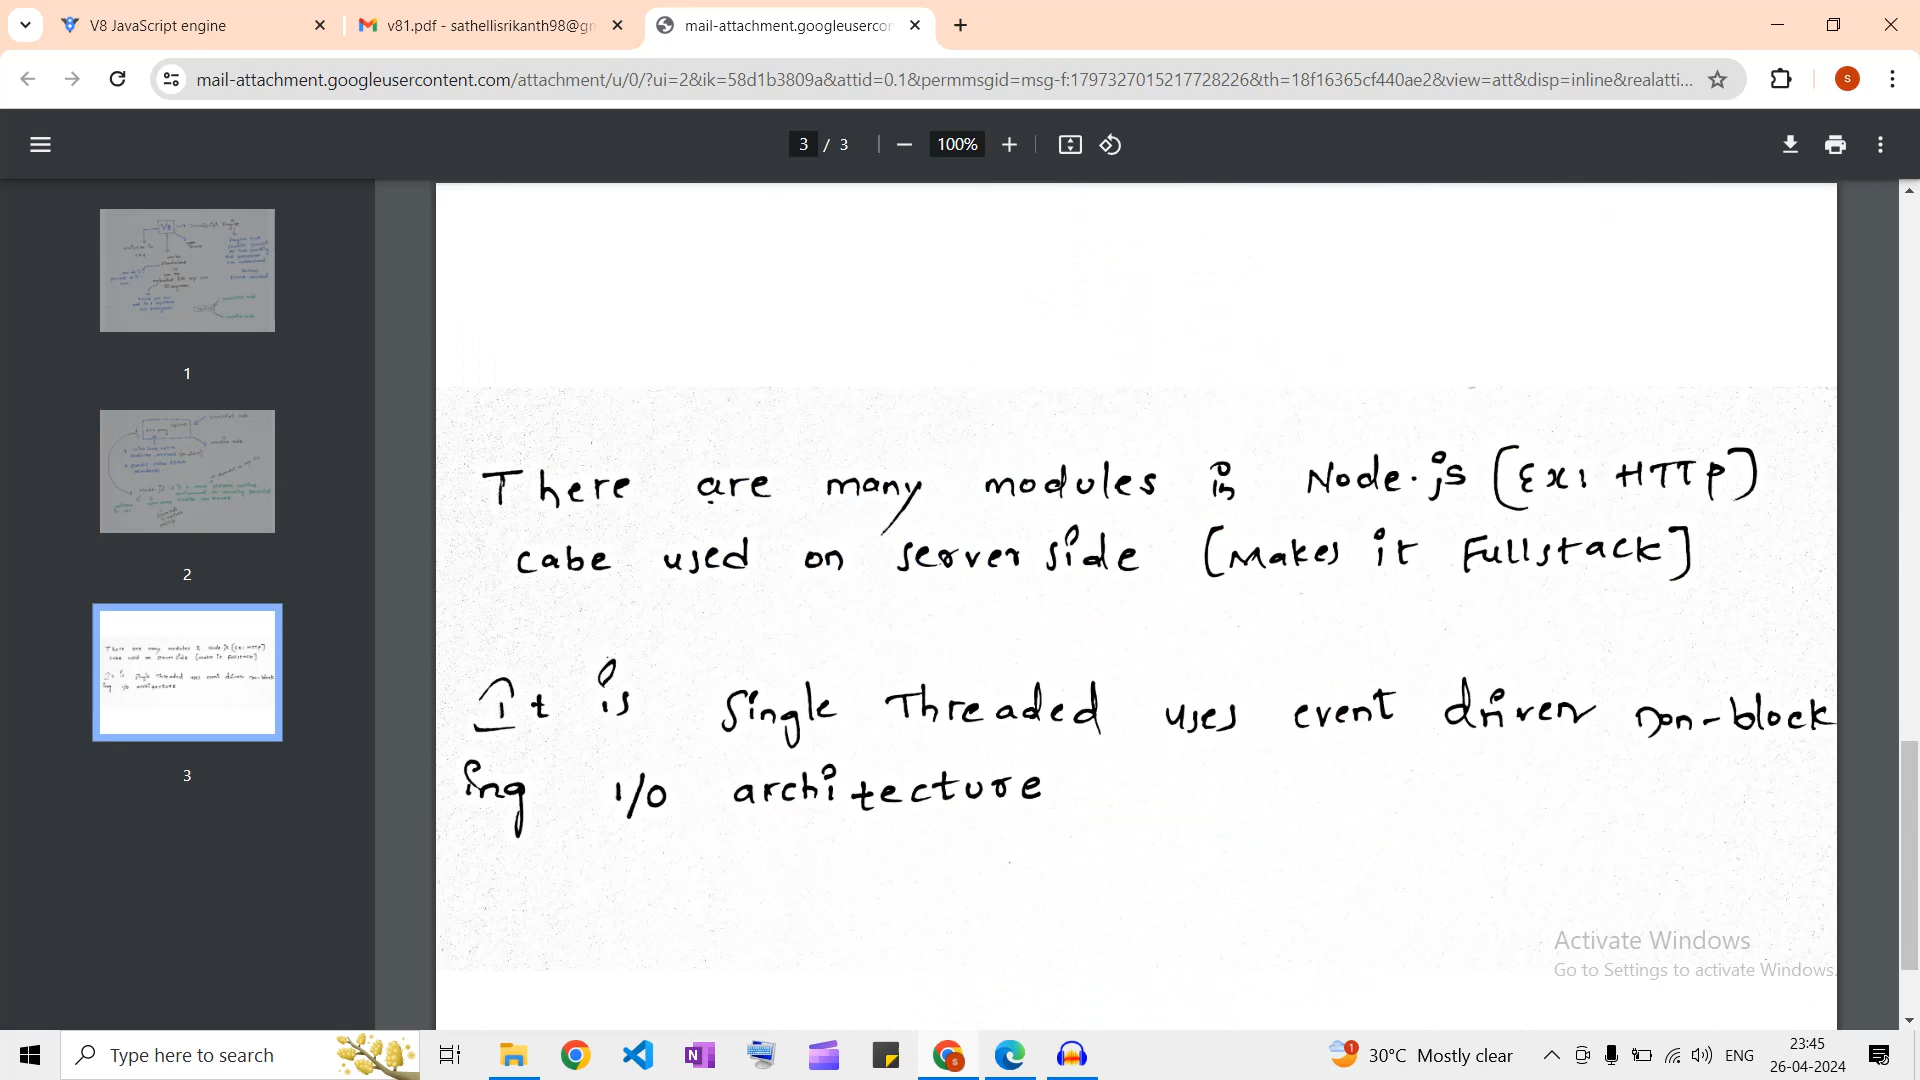 V8 JavaScript engine
v81.pdf - sathellisrikanth98@gn
mail-attachment.googleusercon
mail-attachment.googleusercontent.com/attachment/u/0/?ui=2&ik=58d1b3809a&attid=0.1&permmsgid=msg-f:1797327015217728226&th=18f16365cf440ae2&view=att&disp=inline&realatti...
S
3 / 3
100%
1
2
3
There are many modules in Node.js (Ex: HTTP)
cabe used on server side [Makes it Fullstack]
It is Single Threaded uses event driven non-block
ing I/O architecture
Activate Windows
Go to Settings to activate Windows.
Type here to search
1
30°C Mostly clear
ENG
23:45
26-04-2024